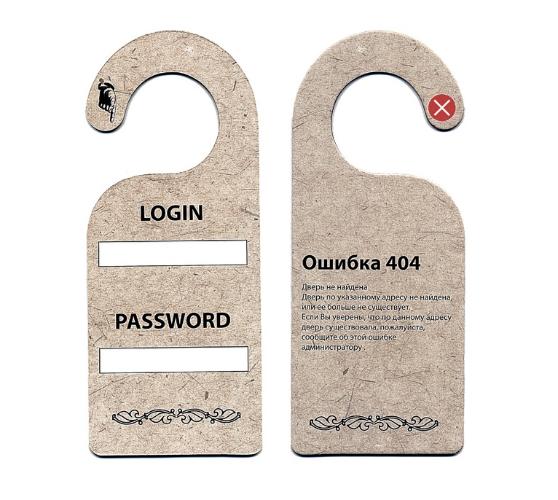 LOGIN
PASSWORD
Ошибка 404
Дверь не найдена
Дверь по указанному адресу не найдена,
или ее больше не существует.
Если Вы уверены, что по данному адресу
дверь существовала, пожалуйста,
сообщите об этой ошибке
администратору.